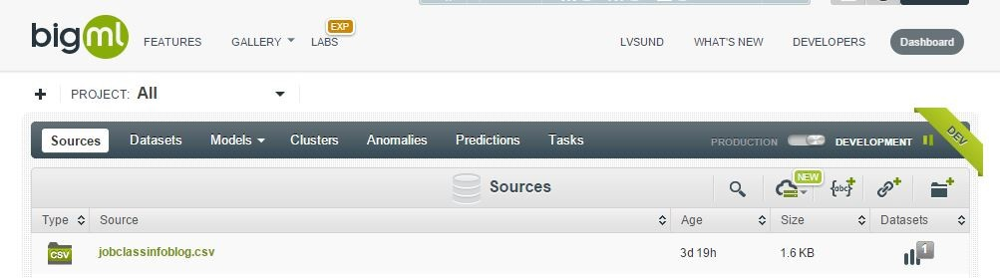 bigml
FEATURES GALLERY LABS EXP LVSUND WHAT'S NEW DEVELOPERS Dashboard
PROJECT: All
Sources Datasets Models Clusters Anomalies Predictions Tasks PRODUCTION DEVELOPMENT DEV
Sources NEW {abc}
Type Source Age Size Datasets
CSV jobclassinfoblog.csv 3d 19h 1.6 KB 1